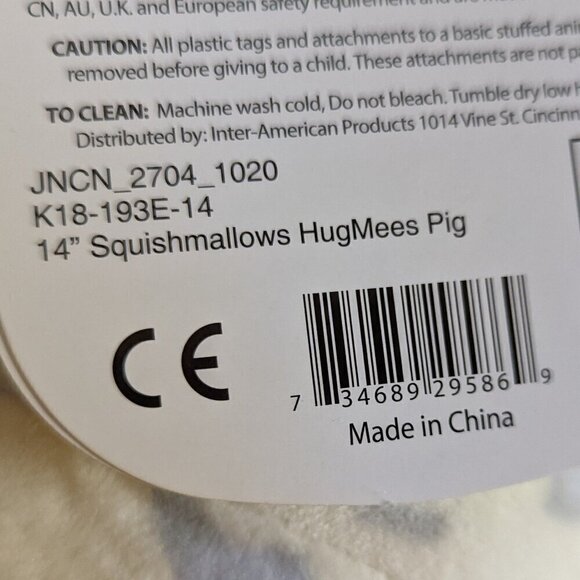 CN, AU, U.K. and European safety requirement and are
CAUTION: All plastic tags and attachments to a basic stuffed
removed before giving to a child. These attachments are not
TO CLEAN: Machine wash cold, Do not bleach. Tumble dry low
Distributed by: Inter-American Products 1014 Vine St.
JNCN_2704_1020
K18-193E-14
14” Squishmallows HugMees Pig
CE
7 34689 29586 9
Made in China